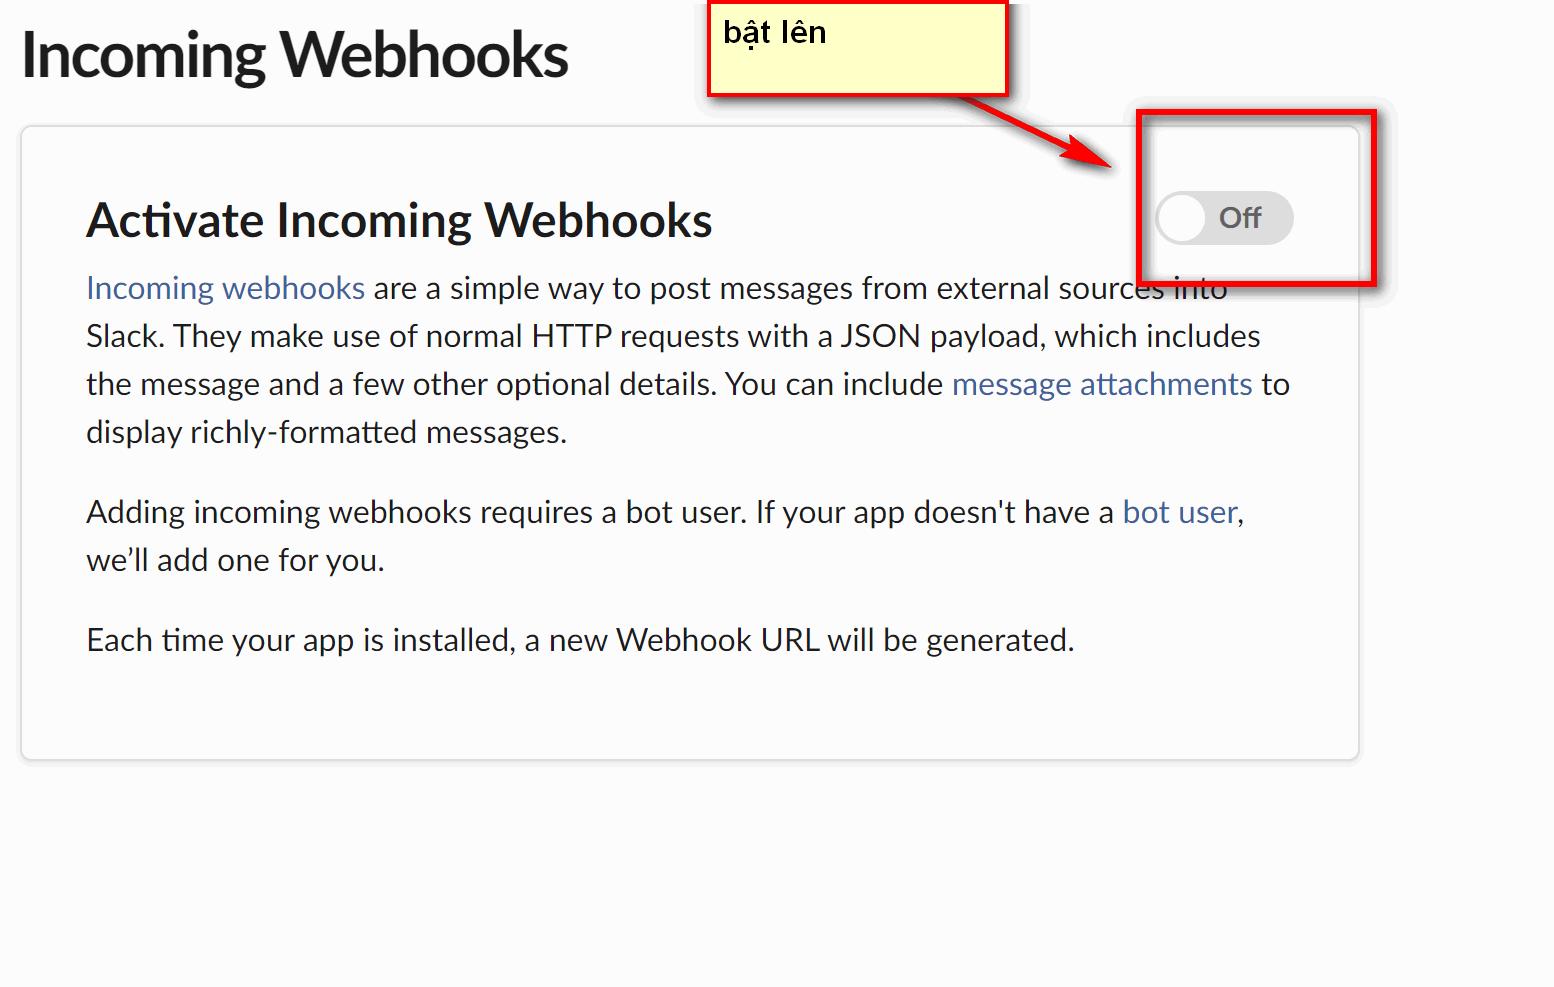 Incoming Webhooks
bật lên
Activate Incoming Webhooks
Off
Incoming webhooks are a simple way to post messages from external sources into
Slack. They make use of normal HTTP requests with a JSON payload, which includes
the message and a few other optional details. You can include message attachments to
display richly-formatted messages.
Adding incoming webhooks requires a bot user. If your app doesn't have a bot user,
we’ll add one for you.
Each time your app is installed, a new Webhook URL will be generated.